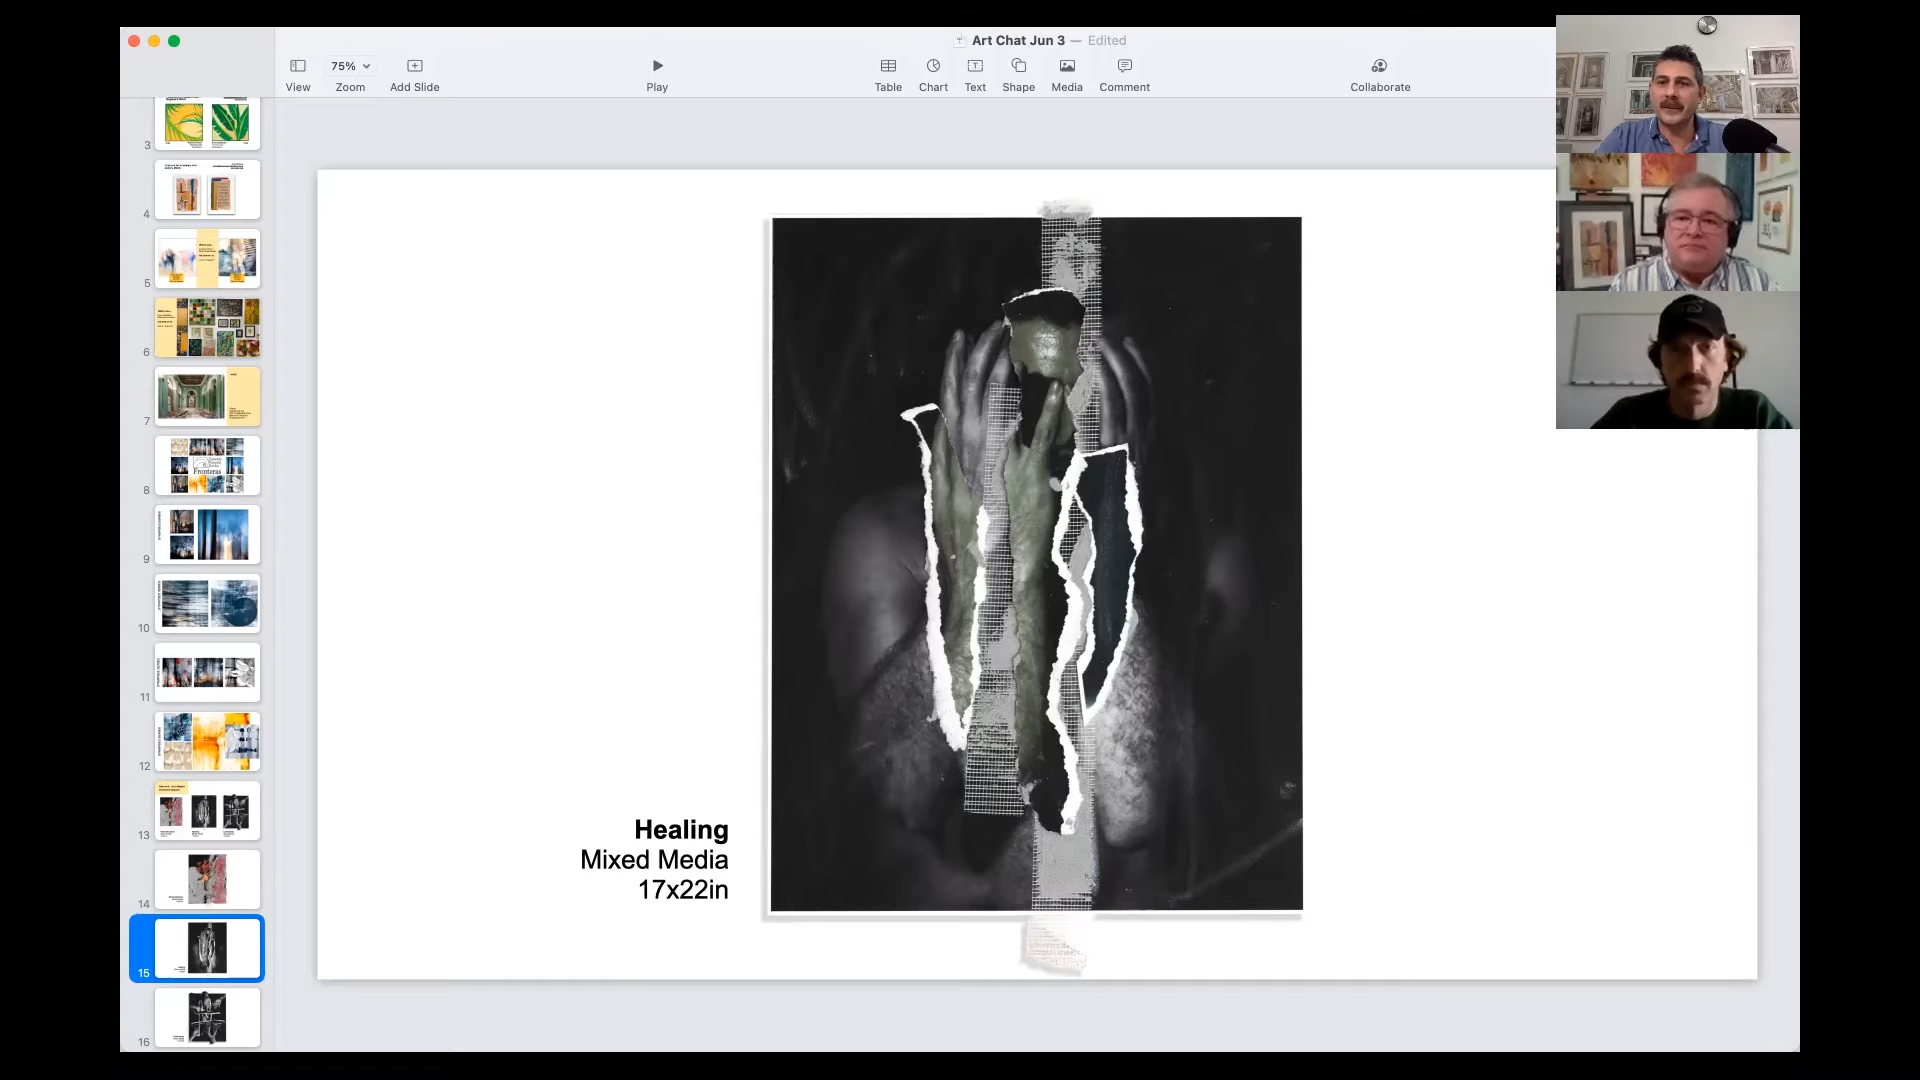 Art Chat Jun 3 — Edited
75%
View
Zoom
Add Slide
Play
Table
Chart
Text
Shape
Media
Comment
Collaborate
3
4
5
6
7
8
Fronteras
9
10
11
12
13
14
15
16
Healing
Mixed Media
17x22in